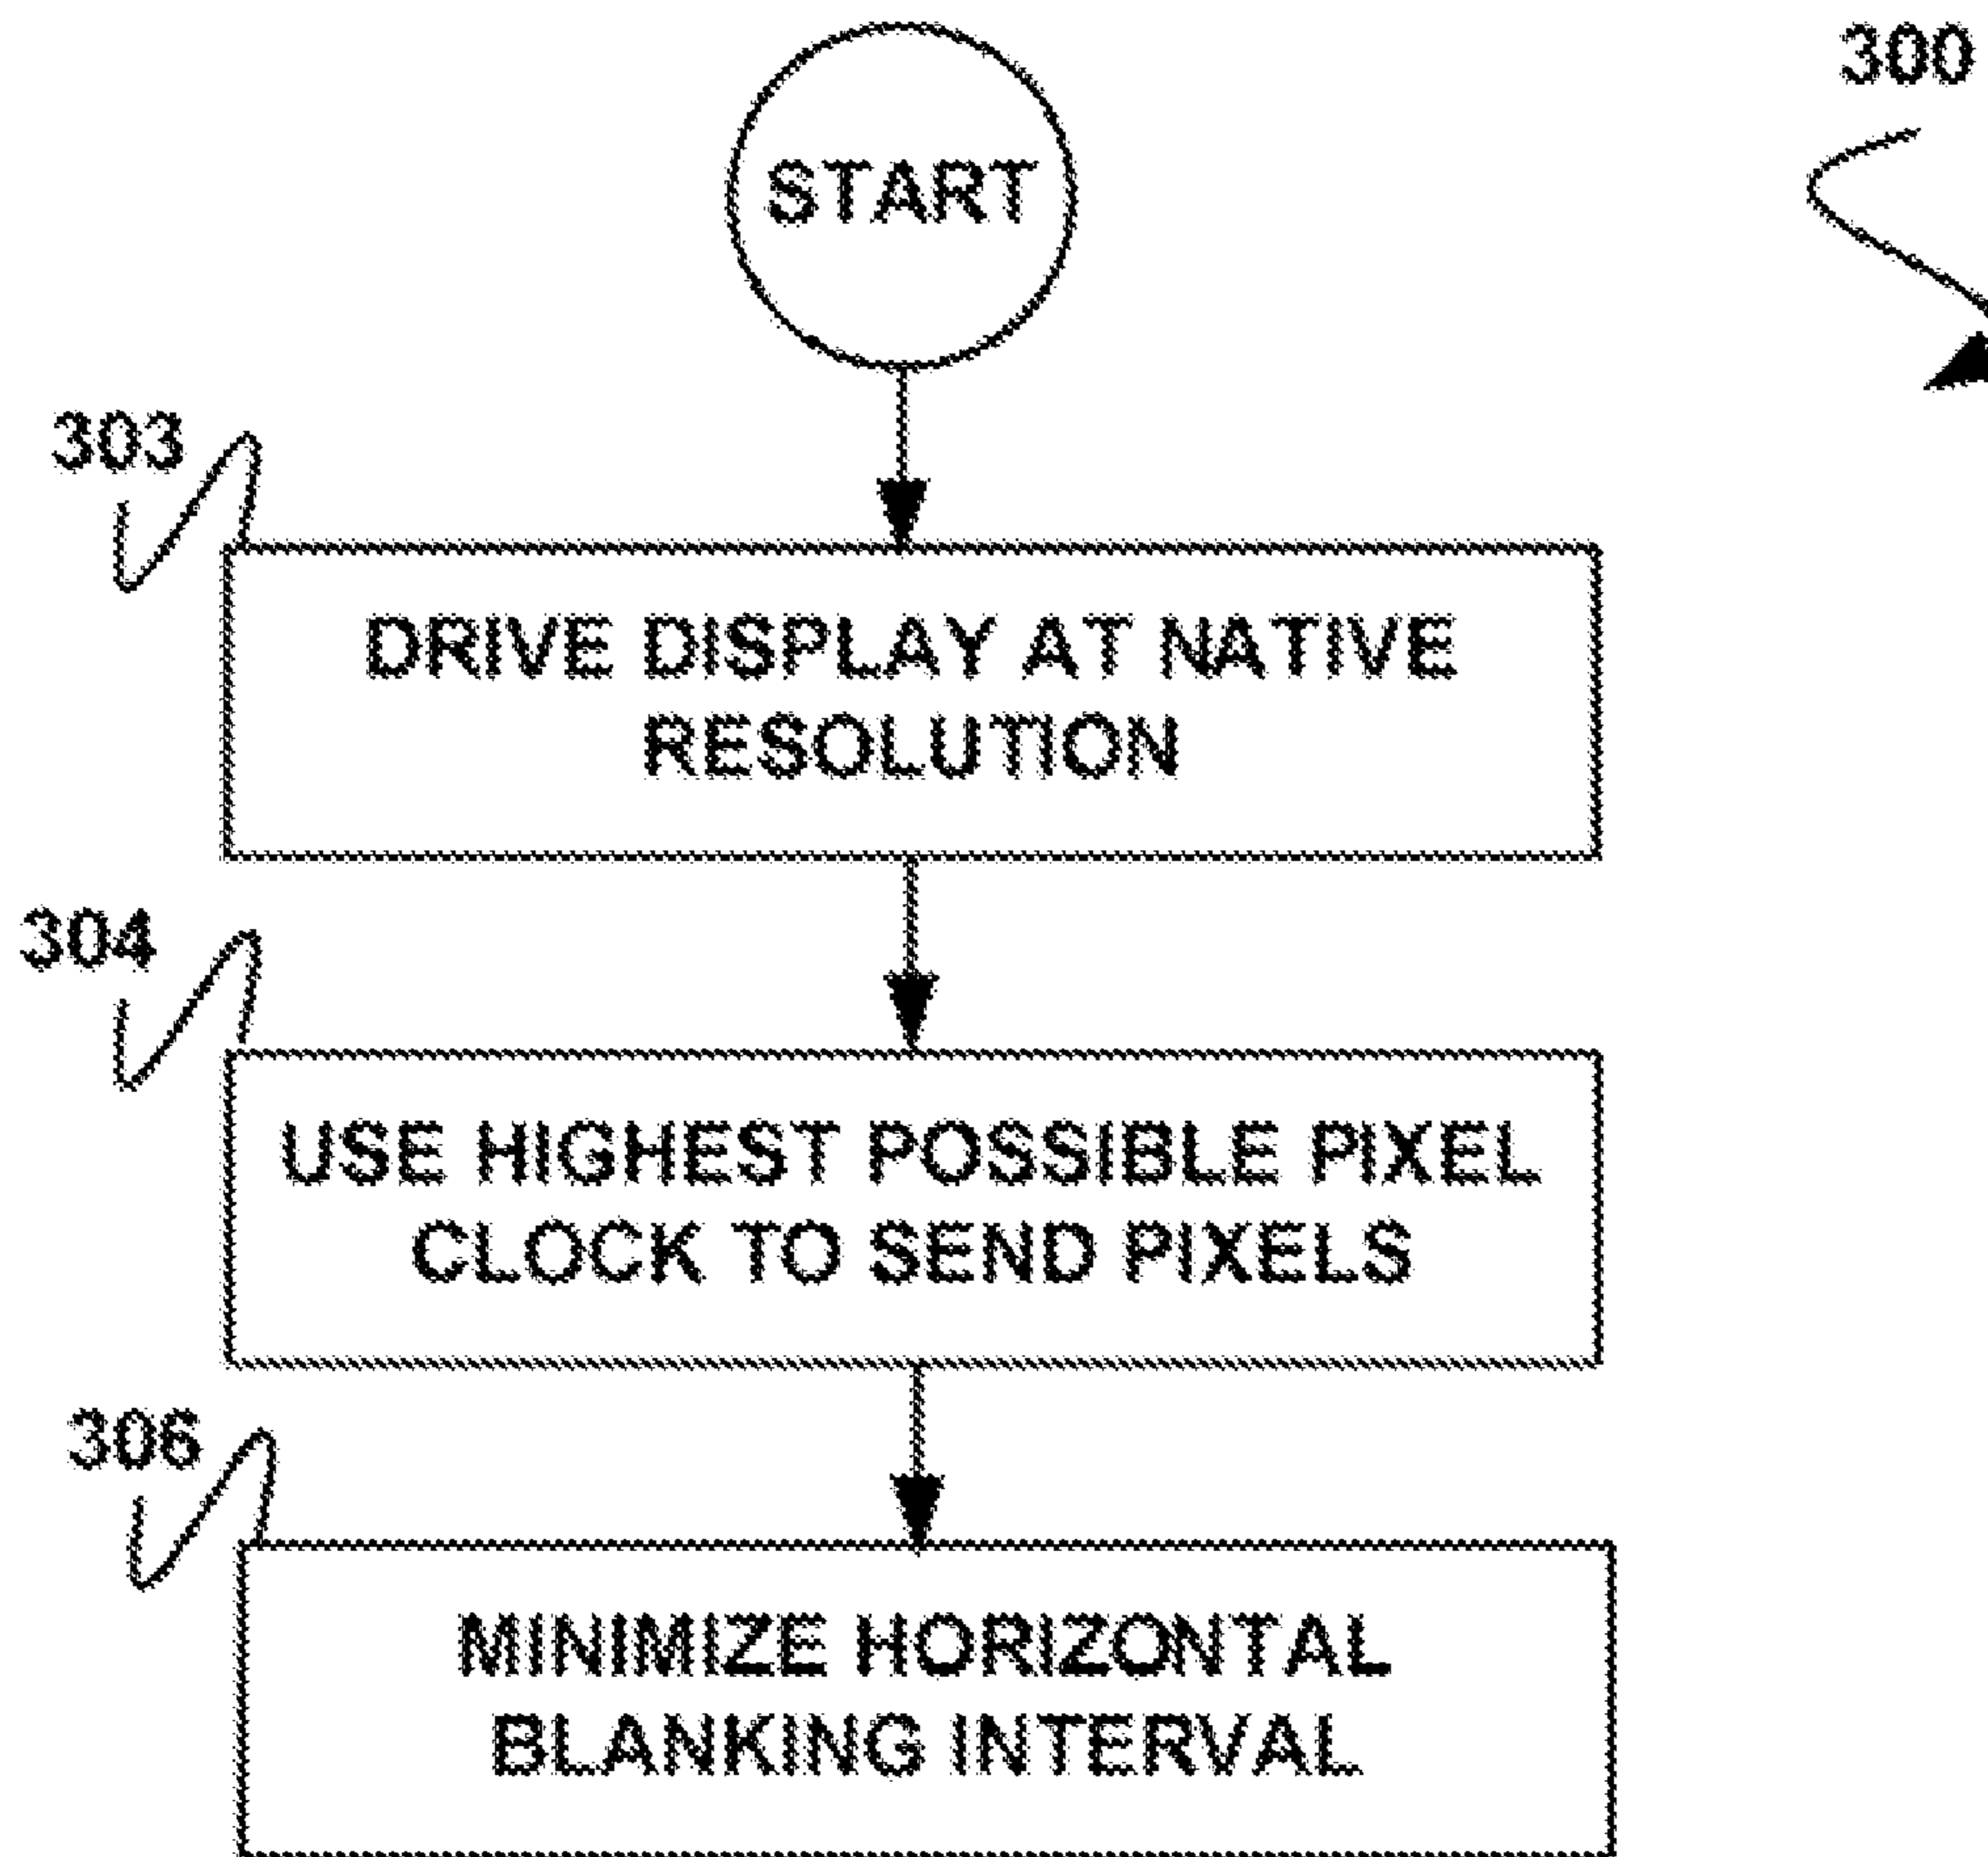 START
300
303
DRIVE DISPLAY AT NATIVE
RESOLUTION
304
USE HIGHEST POSSIBLE PIXEL
CLOCK TO SEND PIXELS
306
MINIMIZE HORIZONTAL
BLANKING INTERVAL